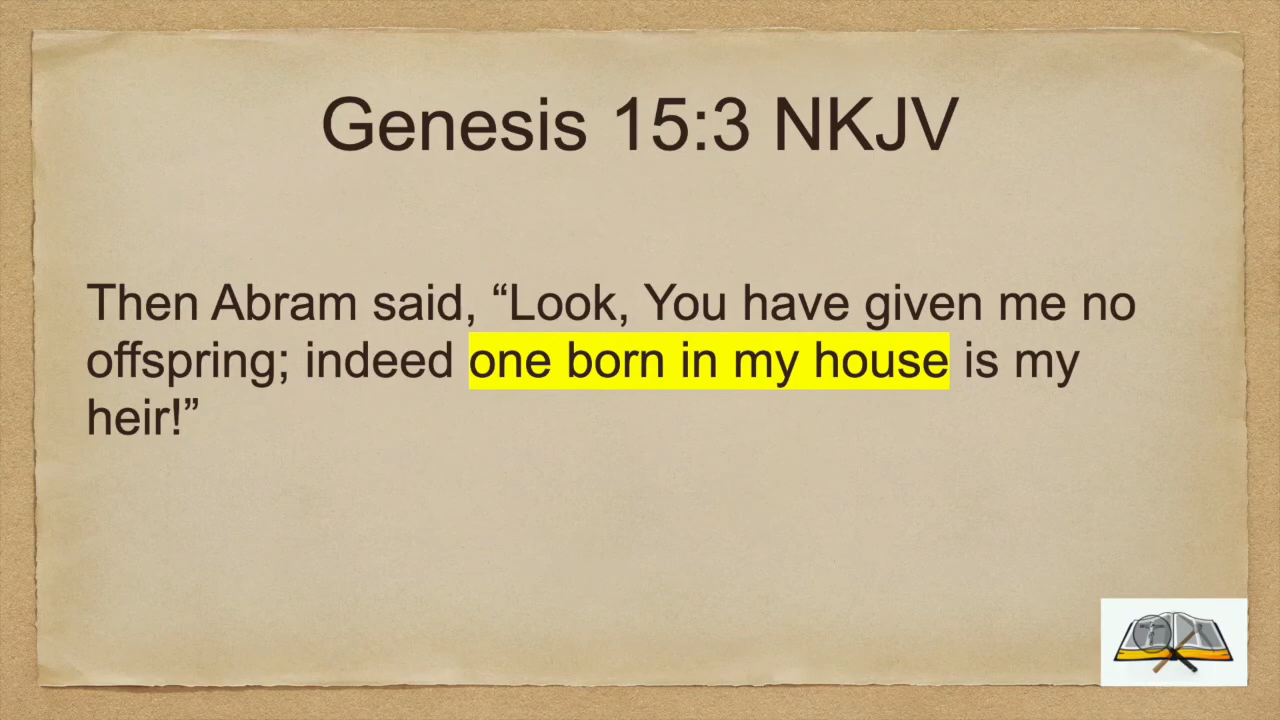 Genesis 15:3 NKJV
Then Abram said, “Look, You have given me no
offspring; indeed one born in my house is my
heir!”